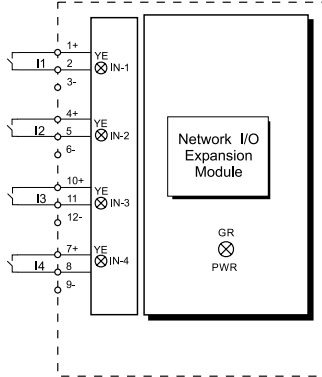 1+
YE
I1
2
IN-1
3-
4+
YE
I2
5
IN-2
6-
10+
YE
I3
11
IN-3
12-
7+
YE
I4
8
IN-4
9-
Network I/O
Expansion
Module
GR
PWR